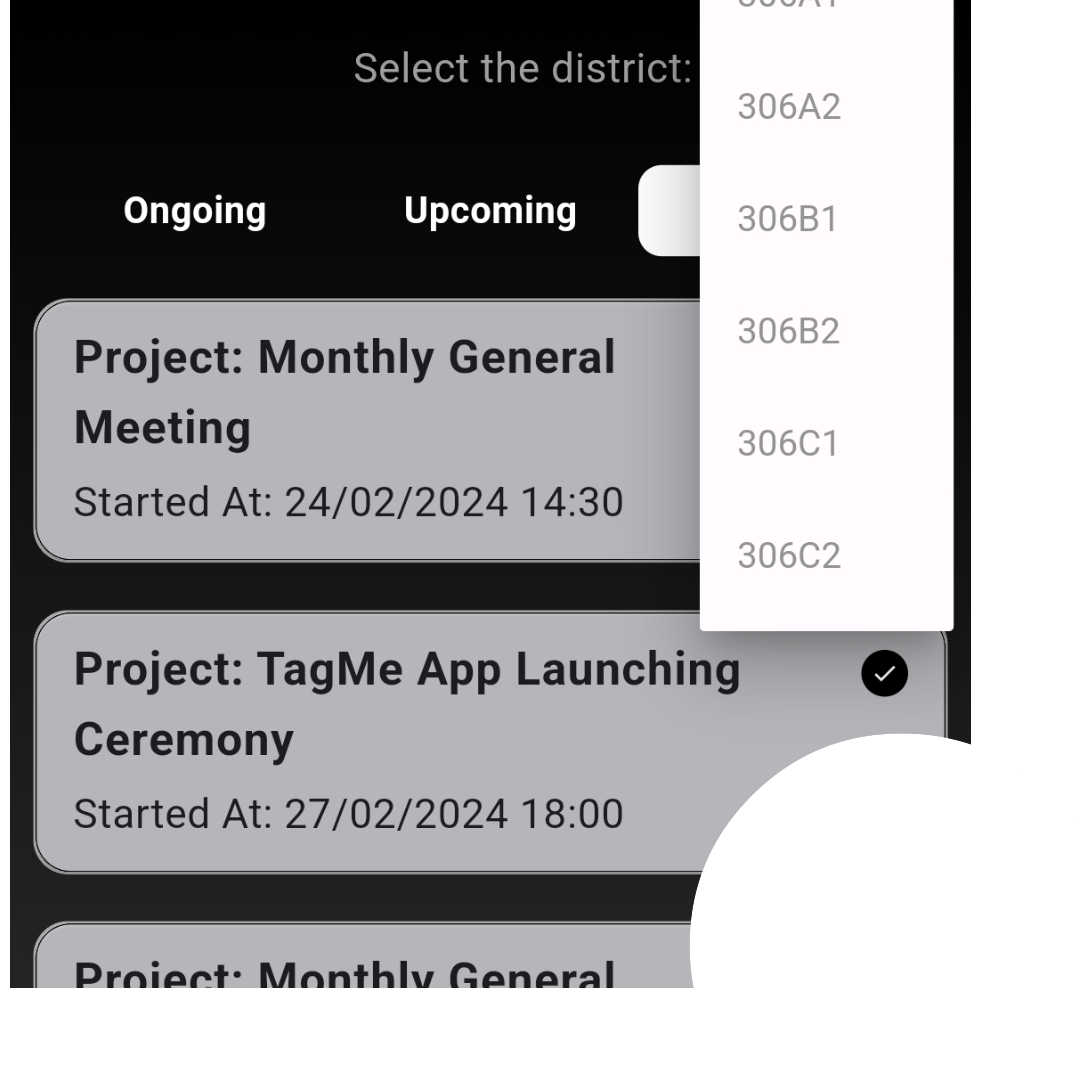 306A1
Select the district:
306A2
Ongoing
Upcoming
306B1
306B2
Project: Monthly General
Meeting
306C1
Started At: 24/02/2024 14:30
306C2
Project: TagMe App Launching
Ceremony
Started At: 27/02/2024 18:00
Project: Monthly General